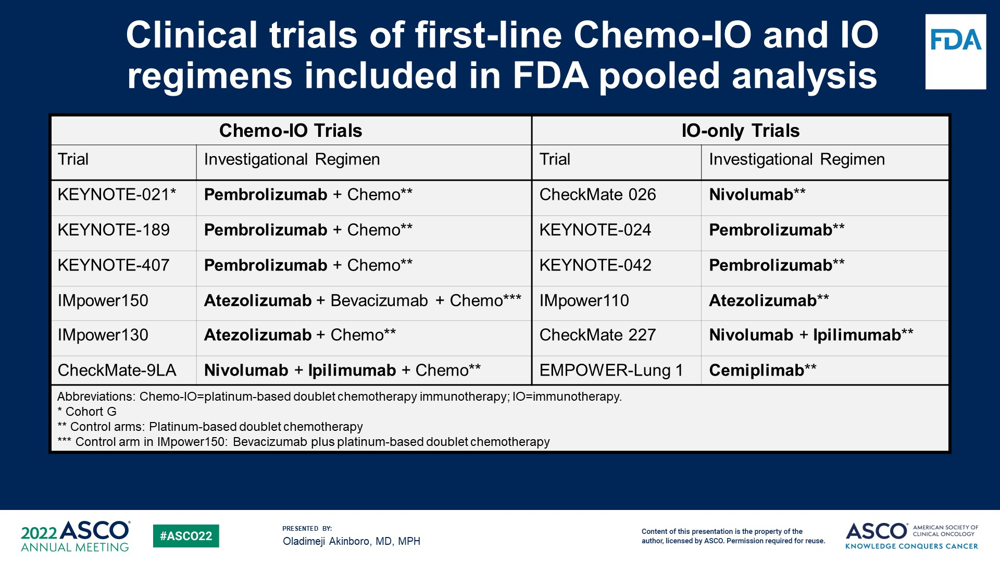 Clinical trials of first-line Chemo-IO and IO
regimens included in FDA pooled analysis
FDA
Chemo-IO Trials IO-only Trials
Trial Investigational Regimen Trial Investigational Regimen
KEYNOTE-021* Pembrolizumab + Chemo** CheckMate 026 Nivolumab**
KEYNOTE-189 Pembrolizumab + Chemo** KEYNOTE-024 Pembrolizumab**
KEYNOTE-407 Pembrolizumab + Chemo** KEYNOTE-042 Pembrolizumab**
IMpower150 Atezolizumab + Bevacizumab + Chemo*** IMpower110 Atezolizumab**
IMpower130 Atezolizumab + Chemo** CheckMate 227 Nivolumab + Ipilimumab**
CheckMate-9LA Nivolumab + Ipilimumab + Chemo** EMPOWER-Lung 1 Cemiplimab**
Abbreviations: Chemo-IO=platinum-based doublet chemotherapy immunotherapy; IO=immunotherapy.
* Cohort G
** Control arms: Platinum-based doublet chemotherapy
*** Control arm in IMpower150: Bevacizumab plus platinum-based doublet chemotherapy
2022 ASCO®
ANNUAL MEETING
#ASCO22
PRESENTED BY:
Oladimeji Akinboro, MD, MPH
Content of this presentation is the property of the
author, licensed by ASCO. Permission required for reuse.
ASCO® AMERICAN SOCIETY OF
CLINICAL ONCOLOGY
KNOWLEDGE CONQUERS CANCER